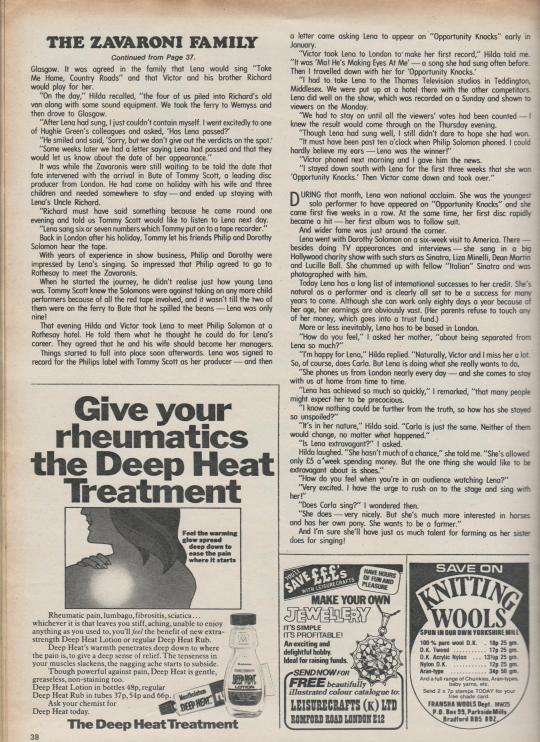 THE ZAVARONI FAMILY
Continued from Page 37.
Glasgow. It was agreed in the family that Lena would sing "Take
Me Home, Country Roads" and that Victor and his brother Richard
would play for her.
"On the day," Hilda recalled, "the four of us piled into Richard's old
van along with some sound equipment. We took the ferry to Wemyss and
then drove to Glasgow.
"After Lena had sung, I just couldn't contain myself. I went excitedly to one
of Hughie Green's colleagues and asked, 'Has Lena passed?'
"He smiled and said, 'Sorry, but we don't give out the verdicts on the spot.'
"Some weeks later we had a letter saying Lena had passed and that they
would let us know about the date of her appearance."
It was while the Zavaronis were still waiting to be told the date that
fate intervened with the arrival in Bute of Tommy Scott, a leading disc
producer from London. He had come on holiday with his wife and three
children and needed somewhere to stay — and ended up staying with
Lena's Uncle Richard.
"Richard must have said something because he came round one
evening and told us Tommy Scott would like to listen to Lena next day.
"Lena sang six or seven numbers which Tommy put on to a tape recorder."
Back in London after his holiday, Tommy let his friends Philip and Dorothy
Solomon hear the tape.
With years of experience in show business, Philip and Dorothy were
impressed by Lena's singing. So impressed that Philip agreed to go to
Rothesay to meet the Zavaronis.
When he started the journey, he didn't realise just how young Lena
was. Tommy Scott knew the Solomons were against taking on any more child
performers because of all the red tape involved, and it wasn't till the two of
them were on the ferry to Bute that he spilled the beans — Lena was only
nine!
That evening Hilda and Victor took Lena to meet Philip Solomon at a
Rothesay hotel. He told them what he thought he could do for Lena's
career. They agreed that he and his wife should become her managers.
Things started to fall into place soon afterwards. Lena was signed to
record for the Philips label with Tommy Scott as her producer — and then
a letter came asking Lena to appear on "Opportunity Knocks" early in
January.
"Victor took Lena to London to make her first record," Hilda told me.
"It was 'Ma! He's Making Eyes At Me' — a song she had sung often before.
Then I travelled down with her for 'Opportunity Knocks.'
"I had to take Lena to the Thames Television studios in Teddington,
Middlesex. We were put up at a hotel there with the other competitors.
Lena did well on the show, which was recorded on a Sunday and shown to
viewers on the Monday.
"We had to stay on until all the viewers' votes had been counted — I
knew the result would come through on the Thursday evening.
"Though Lena had sung well, I still didn't dare to hope she had won.
"It must have been past ten o'clock when Philip Solomon phoned. I could
hardly believe my ears — Lena was the winner!"
"Victor phoned next morning and I gave him the news.
"I stayed down south with Lena for the first three weeks that she won
'Opportunity Knocks.' Then Victor came down and took over."
DURING that month, Lena won national acclaim. She was the youngest
solo performer to have appeared on "Opportunity Knocks" and she
came first five weeks in a row. At the same time, her first disc rapidly
became a hit — her first album was to follow suit.
And wider fame was just around the corner.
Lena went with Dorothy Solomon on a six-week visit to America. There —
besides doing TV appearances and interviews — she sang in a big
Hollywood charity show with such stars as Sinatra, Liza Minelli, Dean Martin
and Lucille Ball. She chummed up with fellow "Italian" Sinatra and was
photographed with him.
Today Lena has a long list of international successes to her credit. She's
natural as a performer and is clearly all set to be a success for many
years to come. Although she can work only eighty days a year because of
her age, her earnings are obviously vast. (Her parents refuse to touch any
of her money, which goes into a trust fund.)
More or less inevitably, Lena has to be based in London.
"How do you feel," I asked her mother, "about being separated from
Lena so much?"
"I'm happy for Lena," Hilda replied. "Naturally, Victor and I miss her a lot.
So, of course, does Carla. But Lena is doing what she really wants to do.
"She phones us from London nearly every day — and she comes to stay
with us at home from time to time.
"Lena has achieved so much so quickly," I remarked, "that many people
might expect her to be precocious.
"I know nothing could be further from the truth, so how has she stayed
so unspoiled?"
"It's in her nature," Hilda said. "Carla is just the same. Neither of them
would change, no matter what happened."
"Is Lena extravagant?" I asked.
Hilda laughed. "She hasn't much of a chance," she told me. "She's allowed
only £5 a week spending money. But the one thing she would like to be
extravagant about is shoes."
"How do you feel when you're in an audience watching Lena?"
"Very excited. I have the urge to rush on to the stage and sing with
her!"
"Does Carla sing?" I wondered then.
"She does — very nicely. But she's much more interested in horses
and has her own pony. She wants to be a farmer."
And I'm sure she'll have just as much talent for farming as her sister
does for singing!
Give your
rheumatics
the Deep Heat
Treatment
Feel the warming
glow spread
deep down to
ease the pain
where it starts
Rheumatic pain, lumbago, fibrositis, sciatica...
whichever it is that leaves you stiff, aching, unable to enjoy
anything as you used to, you'll feel the benefit of new extra-
strength Deep Heat Lotion or regular Deep Heat Rub.
Deep Heat's warmth penetrates deep down to where
the pain is, to give a deep sense of relief. The tenseness in
your muscles slackens, the nagging ache starts to subside.
Though powerful against pain, Deep Heat is gentle,
greaseless, non-staining too.
Deep Heat Lotion in bottles 48p, regular
Deep Heat Rub in tubes 37p, 54p and 66p.
Ask your chemist for
Deep Heat today.
Mentholatum
DEEP HEAT
DEEP HEAT
LOTION
The Deep Heat Treatment
YOU'LL
SAVE £££'s
WITH LEISURECRAFTS
HAVE HOURS
OF FUN AND
PLEASURE
MAKE YOUR OWN
JEWELLERY
IT'S SIMPLE
IT'S PROFITABLE!
An exciting and
delightful hobby.
Ideal for raising funds.
SEND NOW FOR
FREE beautifully
illustrated colour catalogue to:
LEISURECRAFTS (K) LTD
ROMFORD ROAD LONDON E12
SAVE ON
KNITTING
WOOLS
SPUN IN OUR OWN YORKSHIRE MILL
100% pure wool D.K. . 18p 25 gm.
D.K. Tweed . . 17p 25 gm.
D.K. Acrylic Nylon . . 13½p 25 gm.
Nylon D.K. . . 12p 25 gm.
Aran-type . . 34p 50 gm.
And a full range of Chunkies, Aran-types,
baby yarns, etc.
Send 2 x 7p stamps TODAY for your
free shade card.
FRANSHA WOOLS Dept. MW25
P.O. Box 99, Parkside Mills
Bradford BD5 8DZ
38